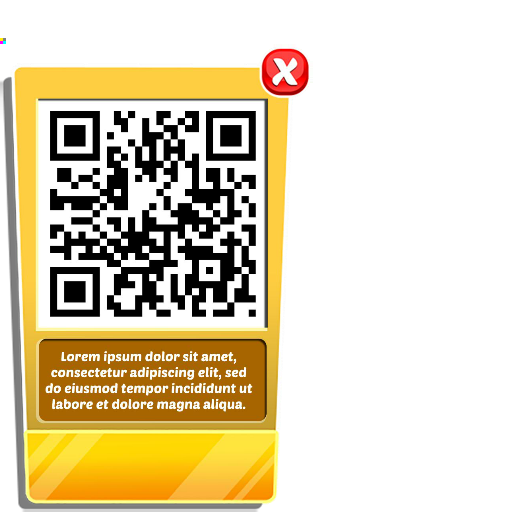 X
Lorem ipsum dolor sit amet,
consectetur adipiscing elit, sed
do eiusmod tempor incididunt ut
labore et dolore magna aliqua.